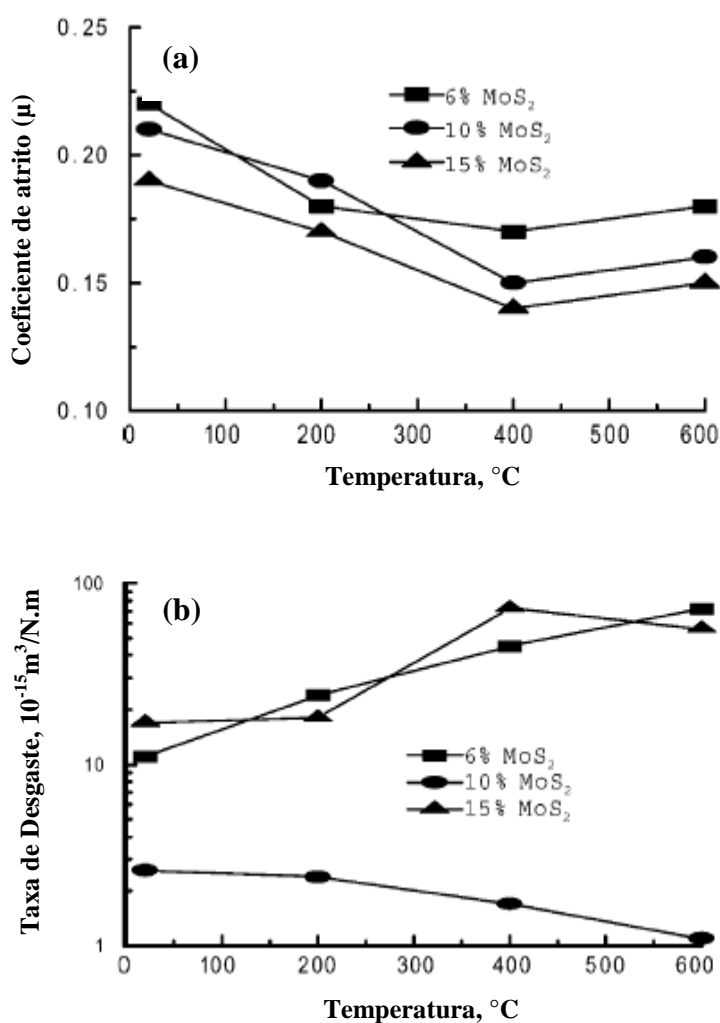 0.25
(a)
6% MoS₂
10% MoS₂
15% MoS₂
0.20
0.15
0.10
Coeficiente de atrito (μ)
0 100 200 300 400 500 600
Temperatura, °C
100
(b)
10
6% MoS₂
10% MoS₂
15% MoS₂
1
Taxa de Desgaste, 10⁻¹⁵m³/N.m
0 100 200 300 400 500 600
Temperatura, °C